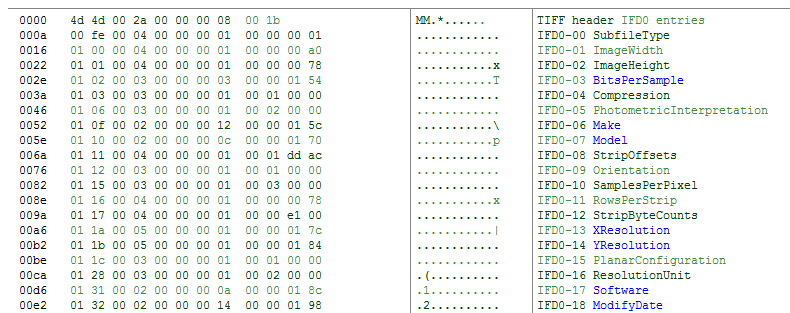 0000 4d 4d 00 2a 00 00 00 08 00 1b MM.*...... TIFF header IFD0 entries
000a 00 fe 00 04 00 00 00 01 00 00 00 01 ............ IFD0-00 SubfileType
0016 01 00 00 04 00 00 00 01 00 00 00 a0 ............ IFD0-01 ImageWidth
0022 01 01 00 04 00 00 00 01 00 00 00 78 ...........x IFD0-02 ImageHeight
002e 01 02 00 03 00 00 00 03 00 00 01 54 ...........T IFD0-03 BitsPerSample
003a 01 03 00 03 00 00 00 01 00 01 00 00 ............ IFD0-04 Compression
0046 01 06 00 03 00 00 00 01 00 02 00 00 ............ IFD0-05 PhotometricInterpretation
0052 01 0f 00 02 00 00 00 12 00 00 01 5c ...........\ IFD0-06 Make
005e 01 10 00 02 00 00 00 0c 00 00 01 70 ...........p IFD0-07 Model
006a 01 11 00 04 00 00 00 01 00 01 dd ac ............ IFD0-08 StripOffsets
0076 01 12 00 03 00 00 00 01 00 01 00 00 ............ IFD0-09 Orientation
0082 01 15 00 03 00 00 00 01 00 03 00 00 ............ IFD0-10 SamplesPerPixel
008e 01 16 00 04 00 00 00 01 00 00 00 78 ...........x IFD0-11 RowsPerStrip
009a 01 17 00 04 00 00 00 01 00 00 e1 00 ............ IFD0-12 StripByteCounts
00a6 01 1a 00 05 00 00 00 01 00 00 01 7c ...........| IFD0-13 XResolution
00b2 01 1b 00 05 00 00 00 01 00 00 01 84 ............ IFD0-14 YResolution
00be 01 1c 00 03 00 00 00 01 00 01 00 00 ............ IFD0-15 PlanarConfiguration
00ca 01 28 00 03 00 00 00 01 00 02 00 00 .(.......... IFD0-16 ResolutionUnit
00d6 01 31 00 02 00 00 00 0a 00 00 01 8c .1.......... IFD0-17 Software
00e2 01 32 00 02 00 00 00 14 00 00 01 98 .2.......... IFD0-18 ModifyDate